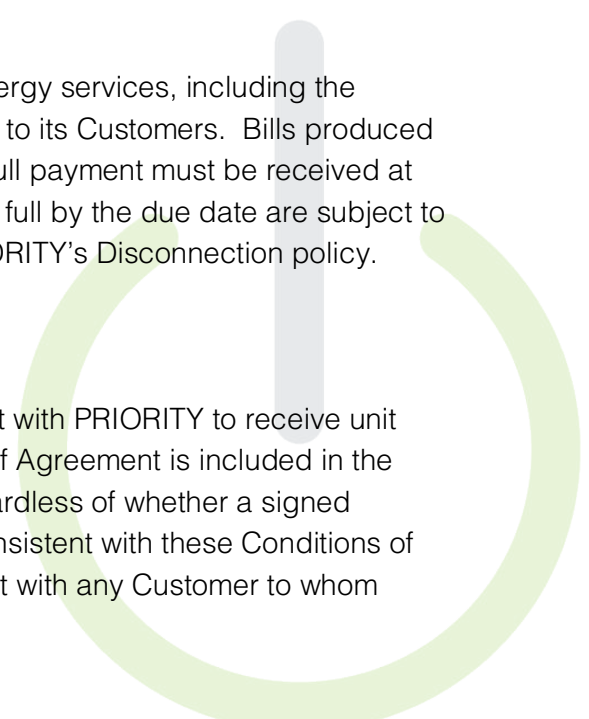 ergy services, including the
to its Customers.  Bills produced
ull payment must be received at
full by the due date are subject to
ORITY's Disconnection policy.
t with PRIORITY to receive unit
f Agreement is included in the
ardless of whether a signed
nsistent with these Conditions of
t with any Customer to whom